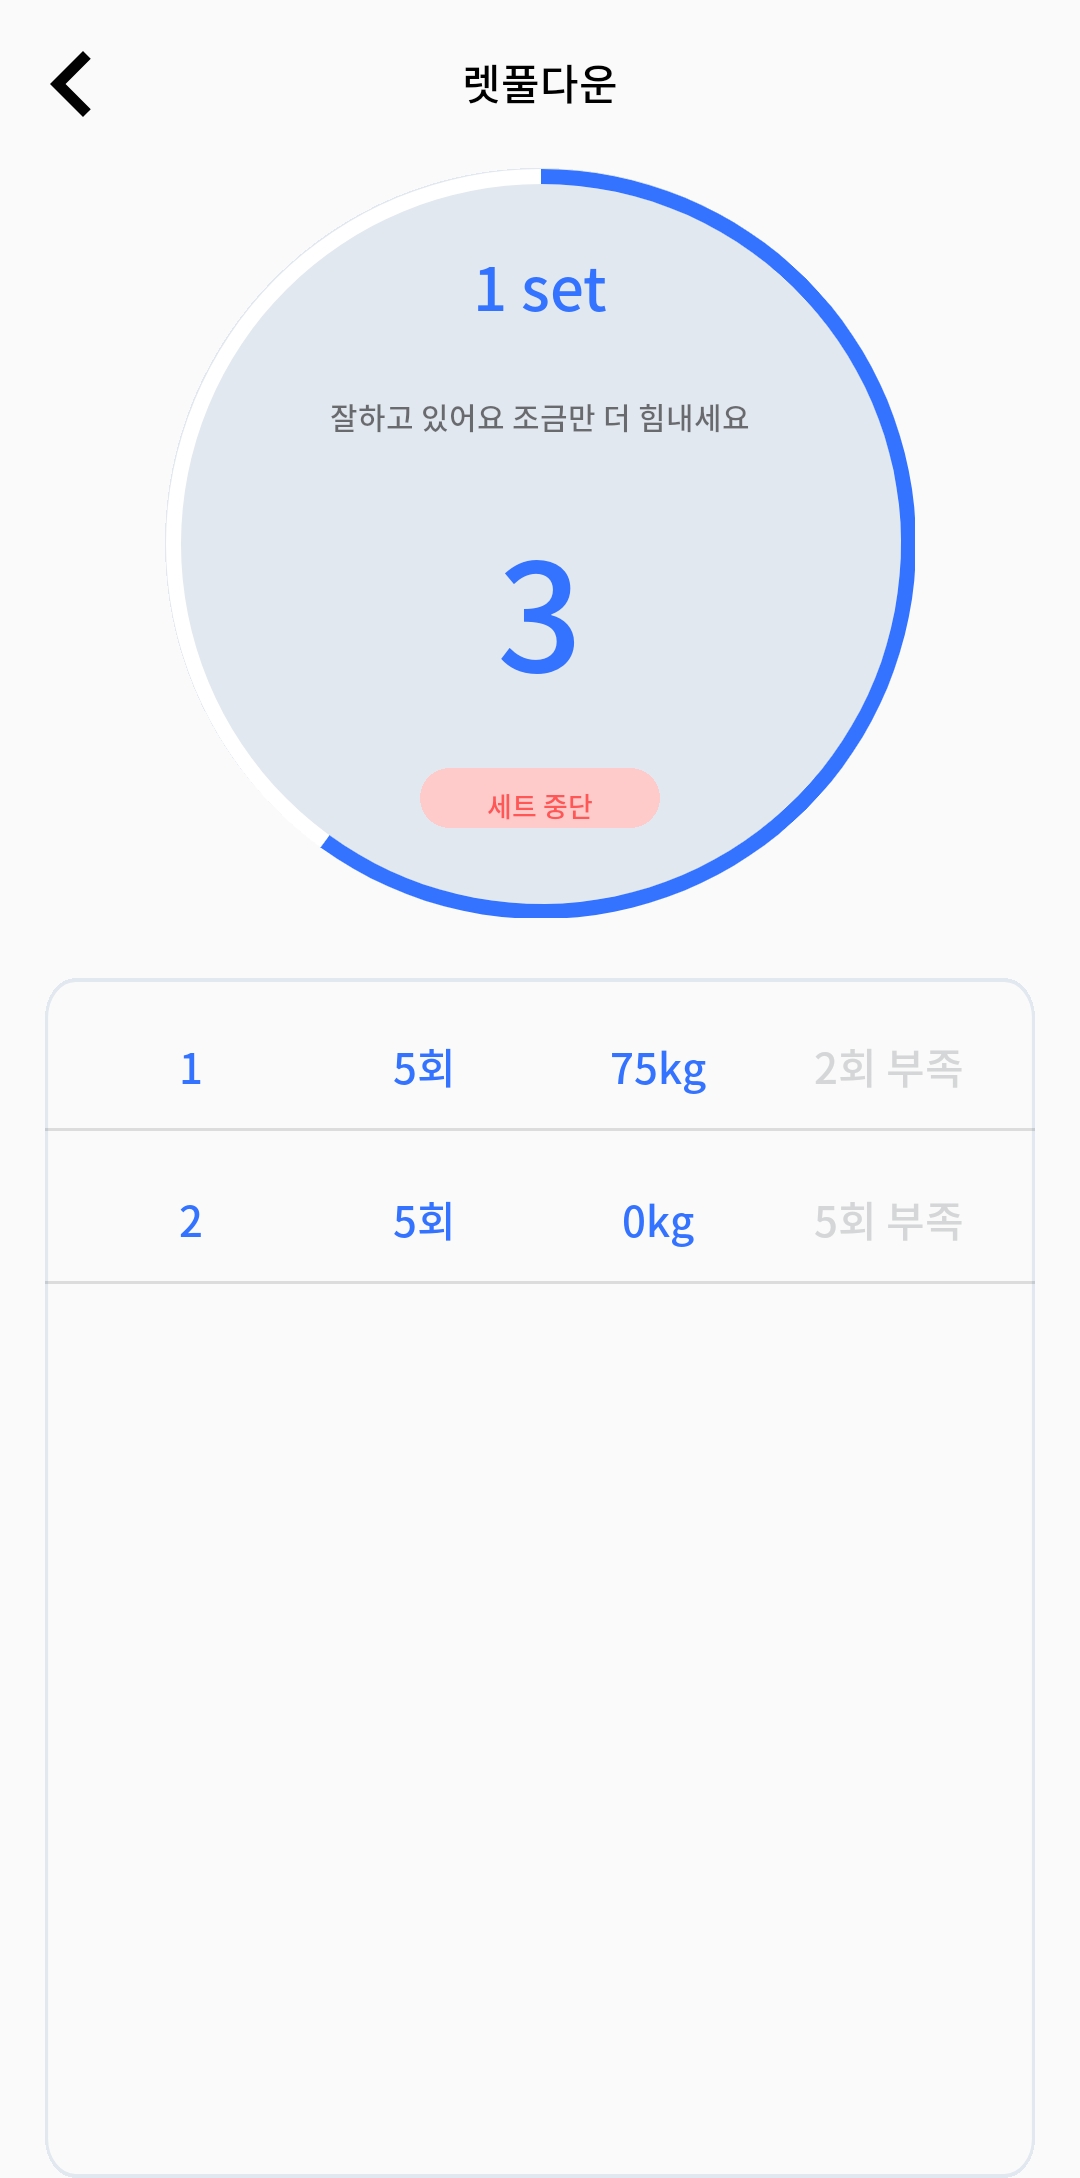 렛풀다운
1 set
잘하고 있어요 조금만 더 힘내세요
3
세트 중단
1 5회 75kg 2회 부족
2 5회 0kg 5회 부족